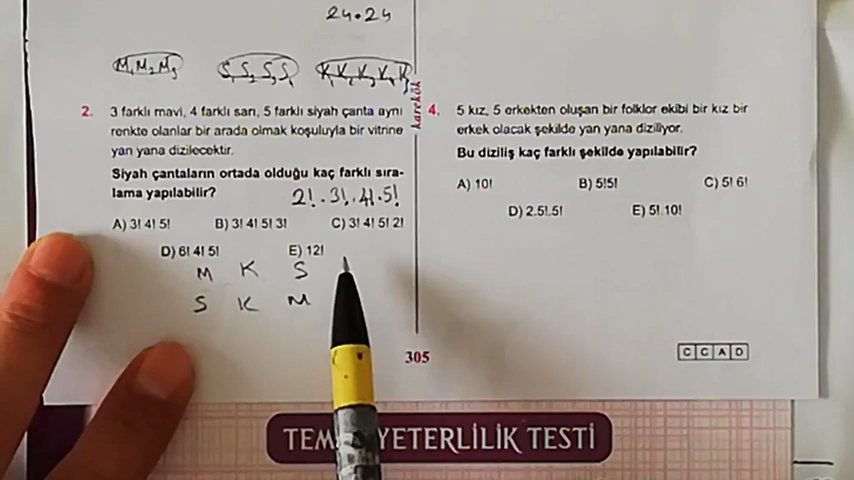 24.24
M₁M₂M₃ S₁S₂S₃S₄ K₁K₂K₃K₄K₅
2. 3 farklı mavi, 4 farklı sarı, 5 farklı siyah çanta aynı
renkte olanlar bir arada olmak koşuluyla bir vitrine
yan yana dizilecektir.
Siyah çantaların ortada olduğu kaç farklı sıra-
lama yapılabilir?
2!.3!.4!.5!
A) 3! 4! 5! B) 3! 4! 5! 3! C) 3! 4! 5! 2!
D) 6! 4! 5! E) 12!
M K S
S K M
karekök
4. 5 kız, 5 erkekten oluşan bir folklor ekibi bir kız bir
erkek olacak şekilde yan yana diziliyor.
Bu diziliş kaç farklı şekilde yapılabilir?
A) 10! B) 5!5! C) 5! 6!
D) 2.5!.5! E) 5!.10!
305
C C A D
TEM YETERLİLİK TESTİ